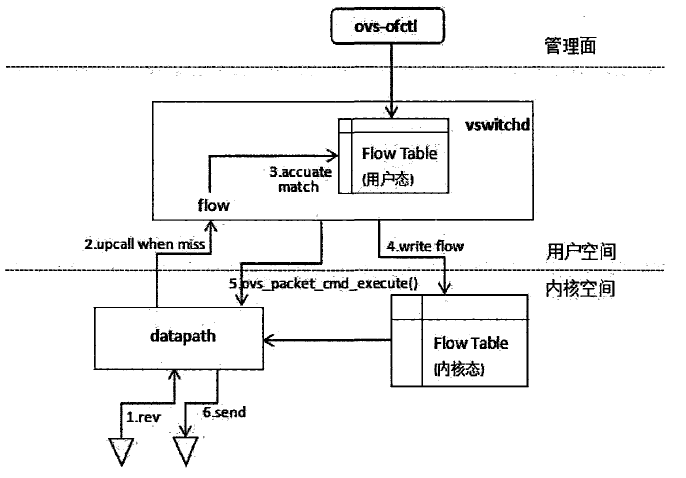 ovs-ofctl
管理面
vswitchd
Flow Table
(用户态)
3.accuate
match
flow
2.upcall when miss
4.write flow
用户空间
5.ovs_packet_cmd_execute()
内核空间
datapath
Flow Table
(内核态)
1.rev
6.send